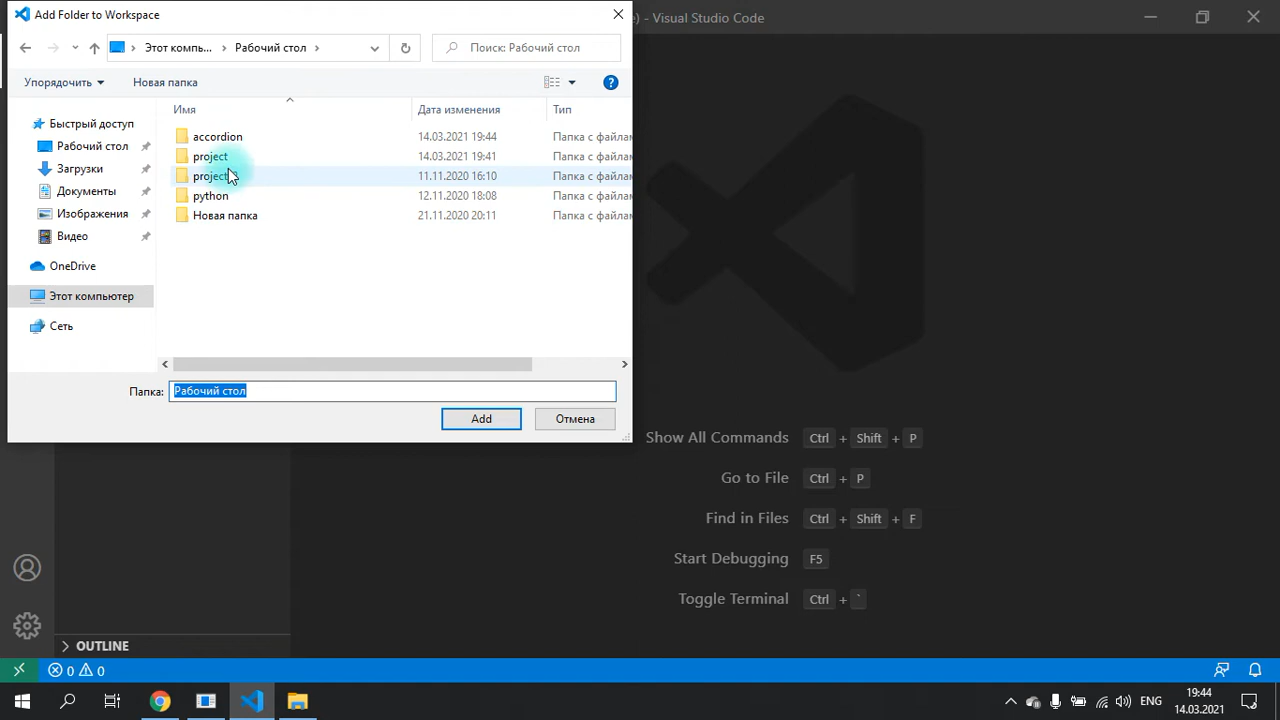 Add Folder to Workspace
e) - Visual Studio Code
Этот компь... Рабочий стол
Поиск: Рабочий стол
Упорядочить Новая папка
Имя Дата изменения Тип
Быстрый доступ
Рабочий стол
Загрузки
Документы
Изображения
Видео
OneDrive
Этот компьютер
Сеть
accordion 14.03.2021 19:44 Папка с файлам
project 14.03.2021 19:41 Папка с файлам
project 11.11.2020 16:10 Папка с файлам
python 12.11.2020 18:08 Папка с файлам
Новая папка 21.11.2020 20:11 Папка с файлам
Папка: Рабочий стол
Add Отмена
Show All Commands Ctrl + Shift + P
Go to File Ctrl + P
Find in Files Ctrl + Shift + F
Start Debugging F5
Toggle Terminal Ctrl + `
OUTLINE
0 0
ENG
19:44
14.03.2021